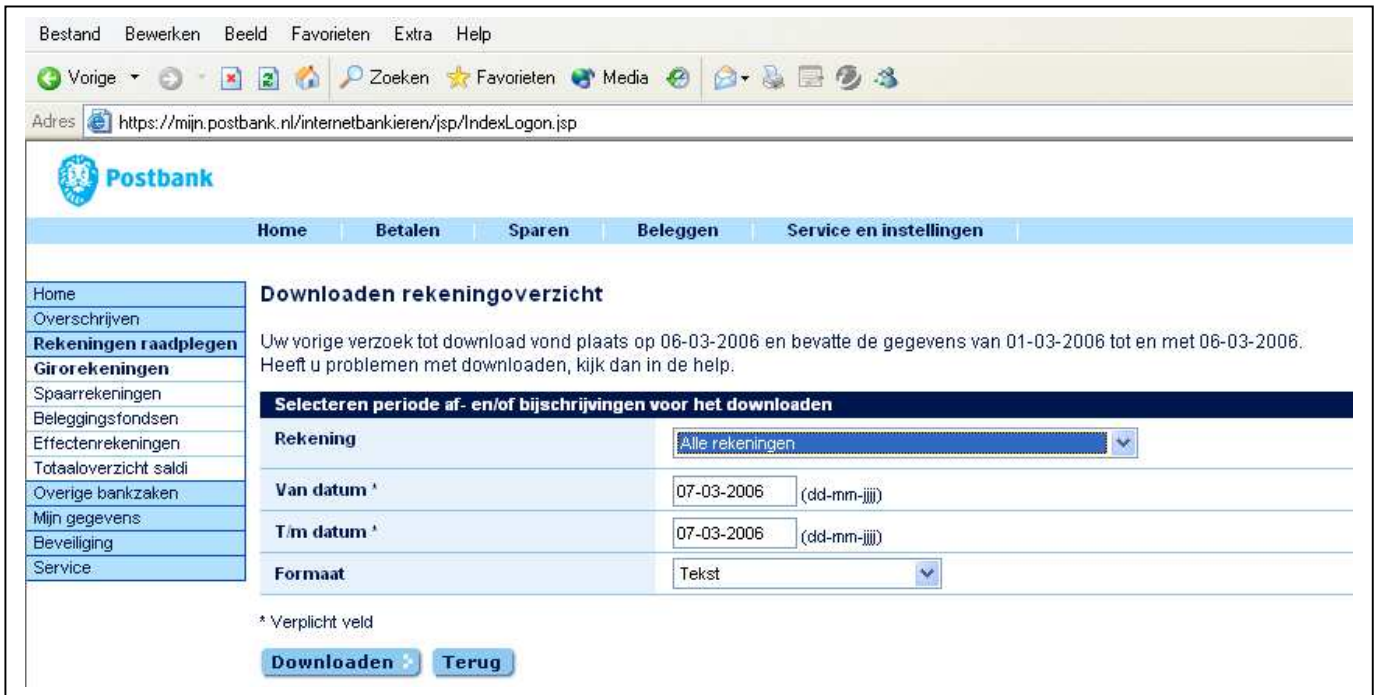 Bestand Bewerken Beeld Favorieten Extra Help
Vorige Zoeken Favorieten Media
Adres https://mijn.postbank.nl/internetbankieren/jsp/IndexLogon.jsp
Postbank
Home Betalen Sparen Beleggen Service en instellingen
Home
Overschrijven
Rekeningen raadplegen
Girorekeningen
Spaarrekeningen
Beleggingsfondsen
Effectenrekeningen
Totaaloverzicht saldi
Overige bankzaken
Mijn gegevens
Beveiliging
Service
Downloaden rekeningoverzicht
Uw vorige verzoek tot download vond plaats op 06-03-2006 en bevatte de gegevens van 01-03-2006 tot en met 06-03-2006.
Heeft u problemen met downloaden, kijk dan in de help.
Selecteren periode af- en/of bijschrijvingen voor het downloaden
Rekening Alle rekeningen
Van datum * 07-03-2006 (dd-mm-jjjj)
T/m datum * 07-03-2006 (dd-mm-jjjj)
Formaat Tekst
* Verplicht veld
Downloaden Terug